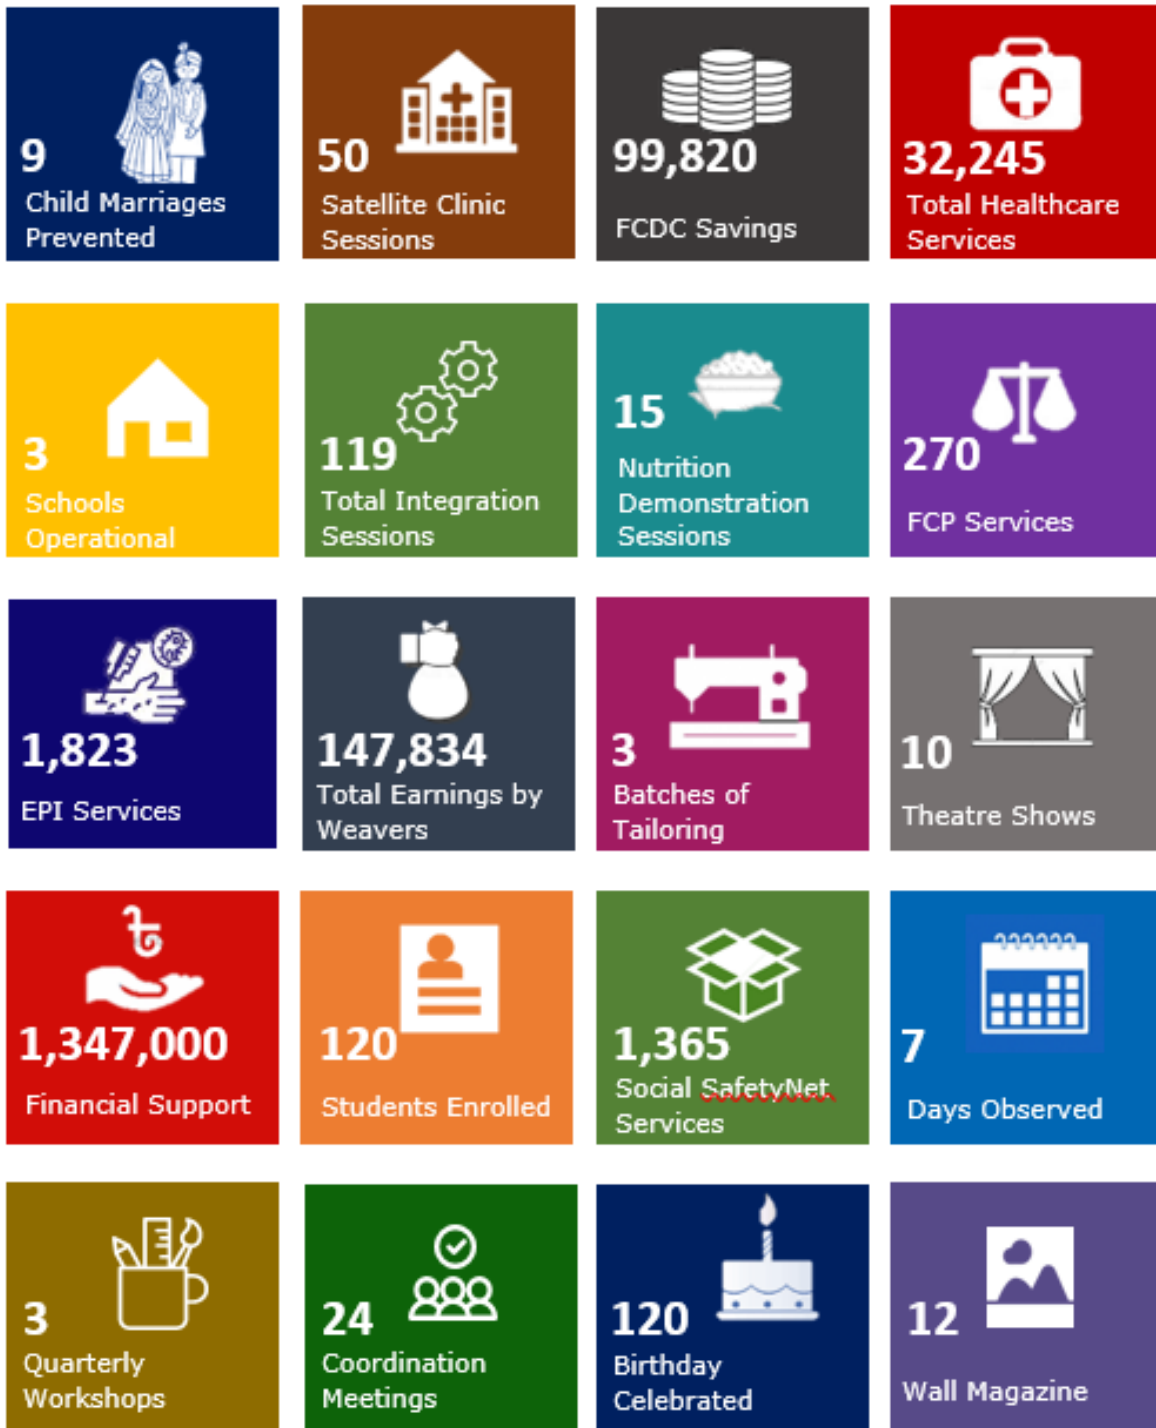 9
Child Marriages
Prevented
50
Satellite Clinic
Sessions
99,820
FCDC Savings
32,245
Total Healthcare
Services
3
Schools
Operational
119
Total Integration
Sessions
15
Nutrition
Demonstration
Sessions
270
FCP Services
1,823
EPI Services
147,834
Total Earnings by
Weavers
3
Batches of
Tailoring
10
Theatre Shows
৳
1,347,000
Financial Support
120
Students Enrolled
1,365
Social SafetyNet
Services
7
Days Observed
3
Quarterly
Workshops
24
Coordination
Meetings
120
Birthday
Celebrated
12
Wall Magazine